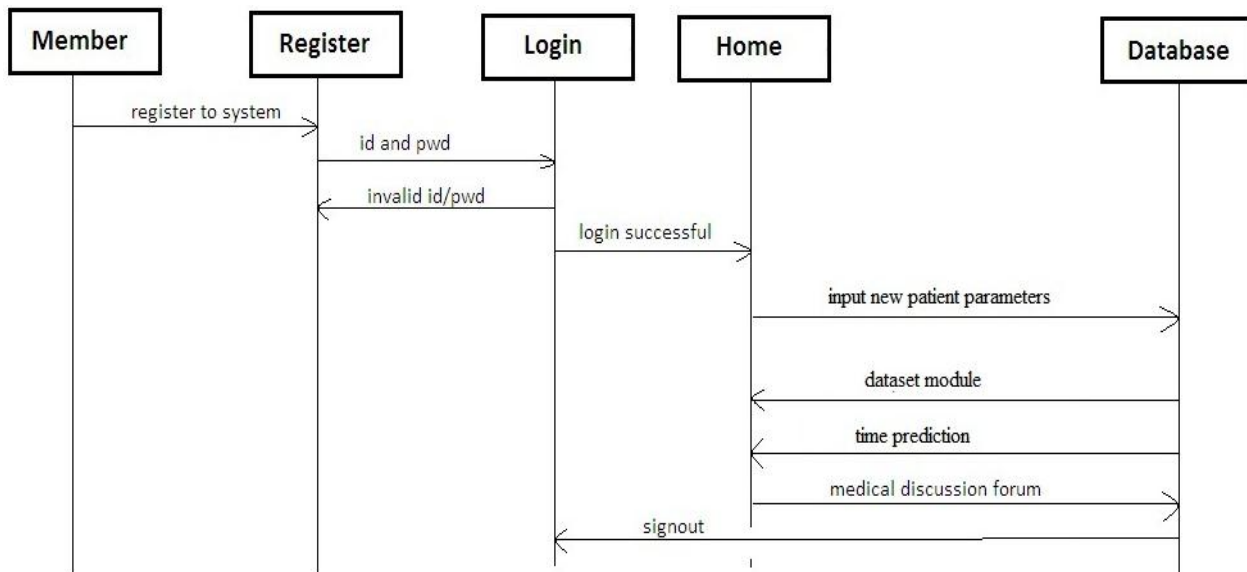 Member
Register
Login
Home
Database
register to system
id and pwd
invalid id/pwd
login successful
input new patient parameters
dataset module
time prediction
medical discussion forum
signout